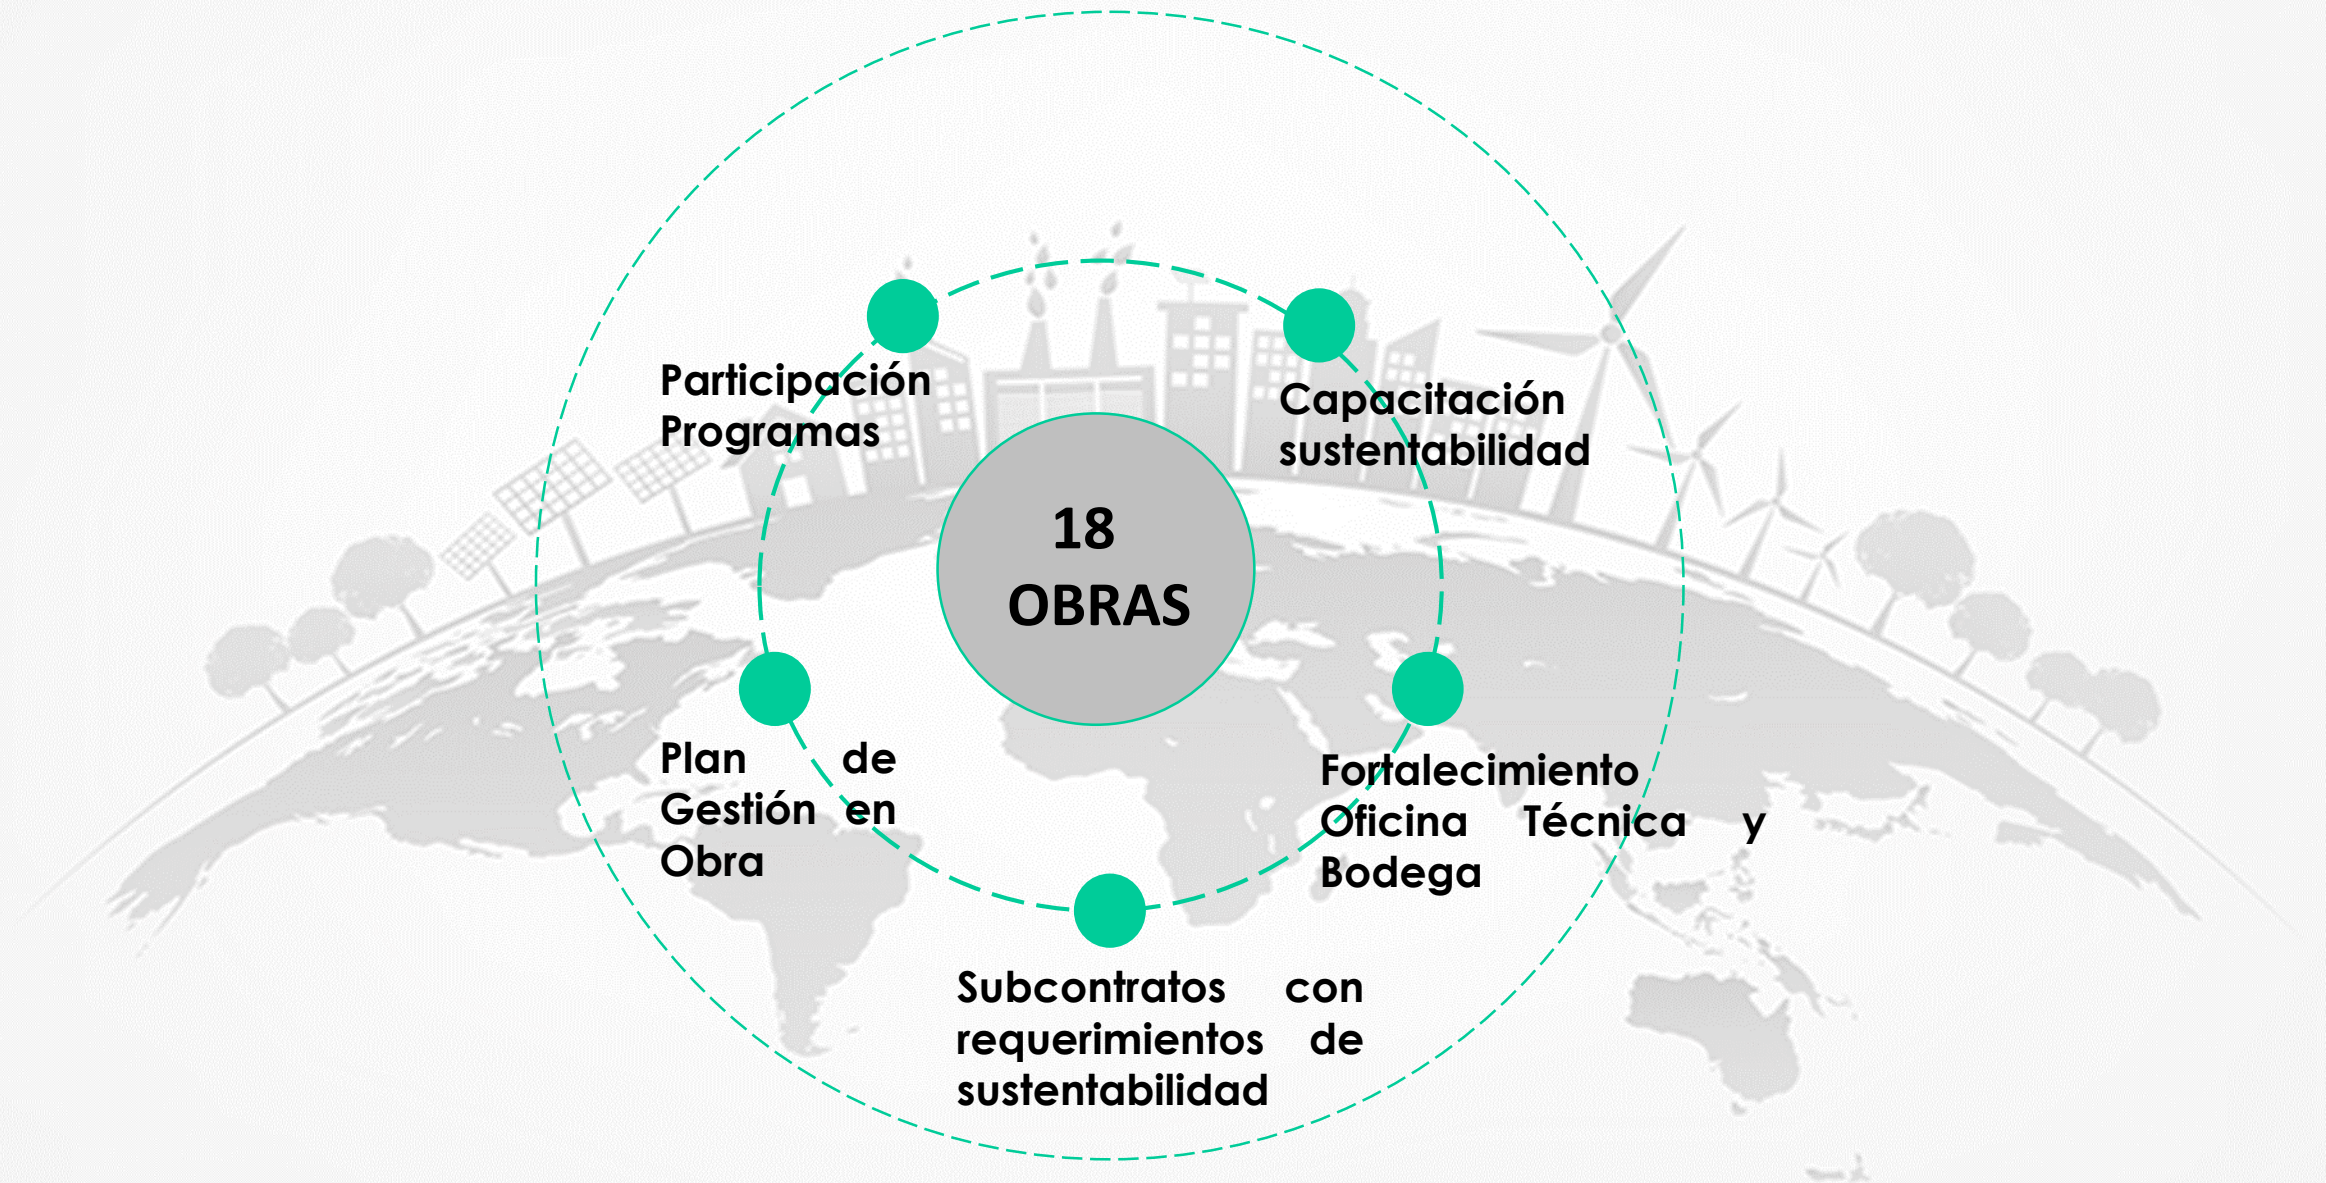 Participación
Programas
Capacitación
sustentabilidad
18
OBRAS
Plan de
Gestión en
Obra
Fortalecimiento
Oficina Técnica y
Bodega
Subcontratos con
requerimientos de
sustentabilidad